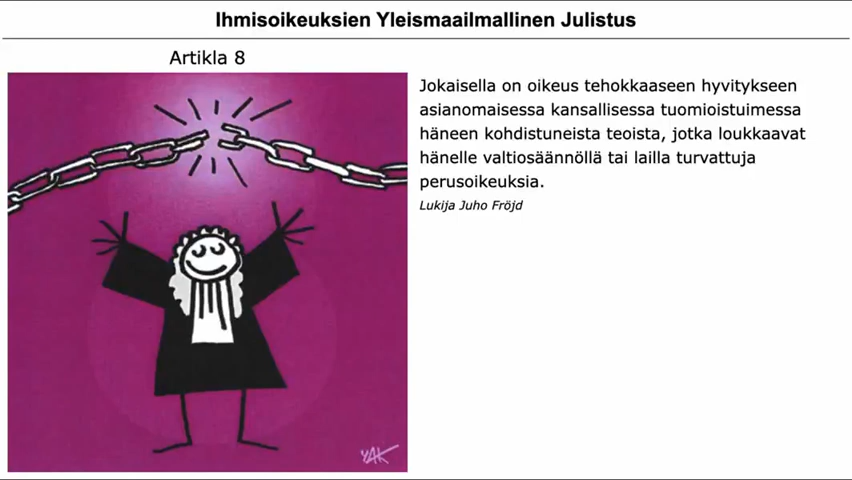 Ihmisoikeuksien Yleismaailmallinen Julistus
Artikla 8
Jokaisella on oikeus tehokkaaseen hyvitykseen
asianomaisessa kansallisessa tuomioistuimessa
häneen kohdistuneista teoista, jotka loukkaavat
hänelle valtiosäännöllä tai lailla turvattuja
perusoikeuksia.
Lukija Juho Fröjd
YAK